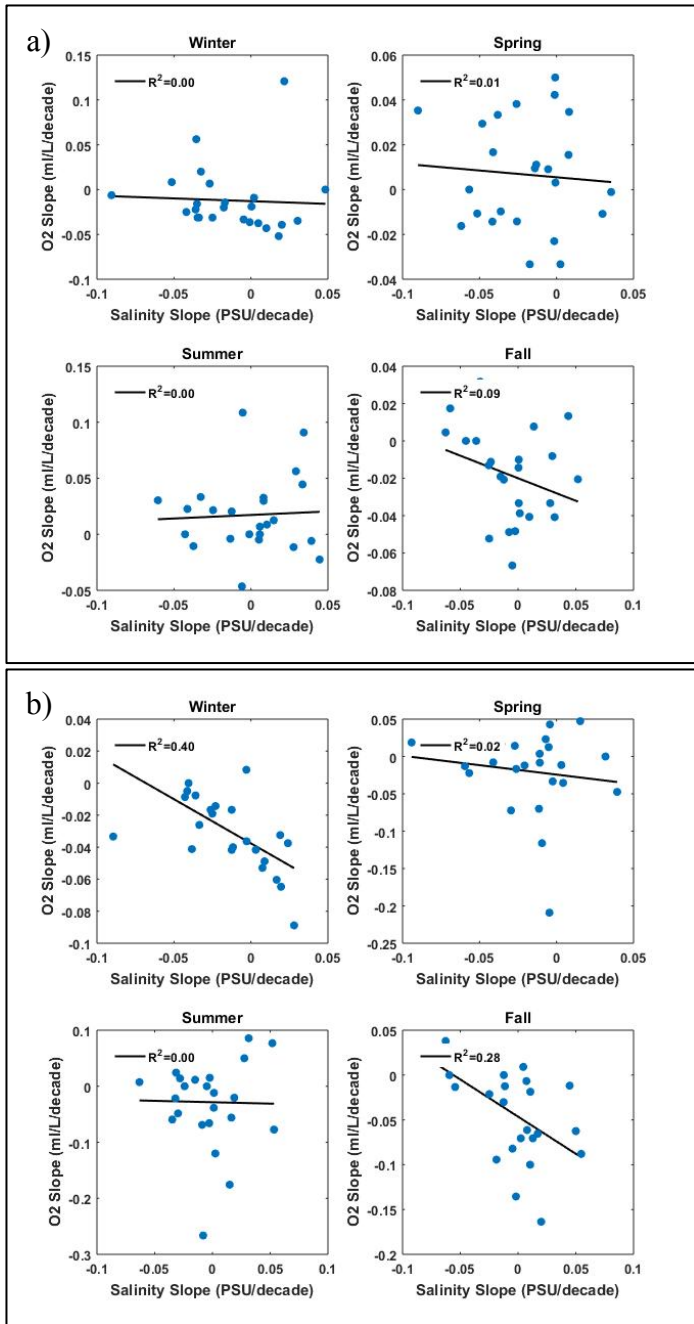 a)
Winter
R²=0.00
0.15
0.1
0.05
0
-0.05
-0.1
-0.1
-0.05
0
0.05
O2 Slope (ml/L/decade)
Salinity Slope (PSU/decade)
Spring
R²=0.01
0.06
0.04
0.02
0
0.02
0.04
-0.1
-0.05
0
0.05
O2 Slope (ml/L/decade)
Salinity Slope (PSU/decade)
Summer
R²=0.00
0.15
0.1
0.05
0
-0.05
-0.1
-0.05
0
0.05
O2 Slope (ml/L/decade)
Salinity Slope (PSU/decade)
Fall
R²=0.09
0.04
0.02
0
-0.02
-0.04
-0.06
-0.08
-0.1
-0.05
0
0.05
0.1
O2 Slope (ml/L/decade)
Salinity Slope (PSU/decade)
b)
Winter
R²=0.40
0.04
0.02
0
-0.02
-0.04
-0.06
-0.08
-0.1
-0.1
-0.05
0
0.05
O2 Slope (ml/L/decade)
Salinity Slope (PSU/decade)
Spring
R²=0.02
0.05
0
-0.05
-0.1
-0.15
-0.2
-0.25
-0.1
-0.05
0
0.05
O2 Slope (ml/L/decade)
Salinity Slope (PSU/decade)
Summer
R²=0.00
0.1
0
-0.1
-0.2
-0.3
-0.1
-0.05
0
0.05
0.1
O2 Slope (ml/L/decade)
Salinity Slope (PSU/decade)
Fall
R²=0.28
0.05
0
-0.05
-0.1
-0.15
-0.2
-0.1
-0.05
0
0.05
0.1
O2 Slope (ml/L/decade)
Salinity Slope (PSU/decade)